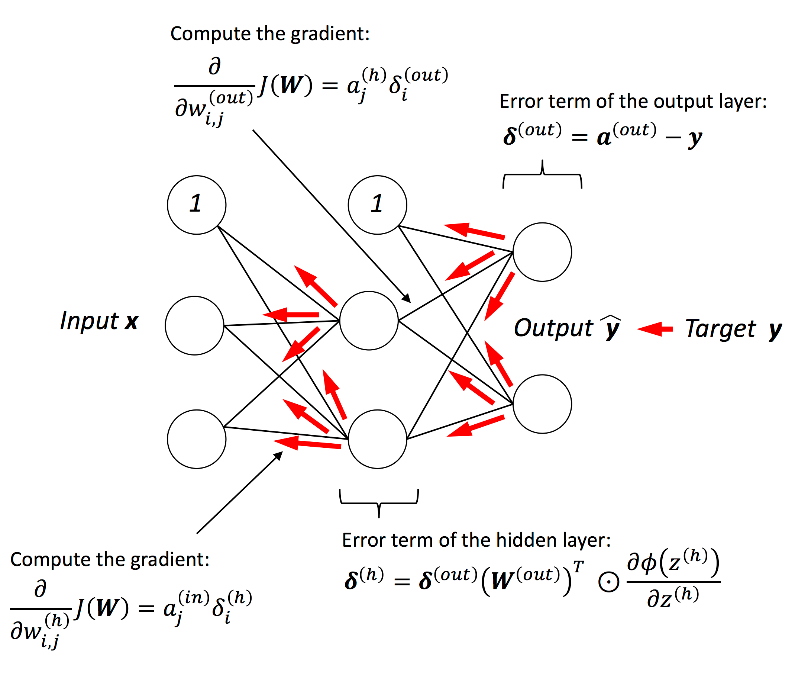 Compute the gradient:
∂/∂w_{i,j}^{(out)} J(W) = a_j^{(h)} δ_i^{(out)}
Error term of the output layer:
δ^{(out)} = a^{(out)} − y
1
1
Input x
Output ŷ
Target y
Error term of the hidden layer:
δ^{(h)} = δ^{(out)} (W^{(out)})^T ⊙ ∂ϕ(z^{(h)})/∂z^{(h)}
Compute the gradient:
∂/∂w_{i,j}^{(h)} J(W) = a_j^{(in)} δ_i^{(h)}